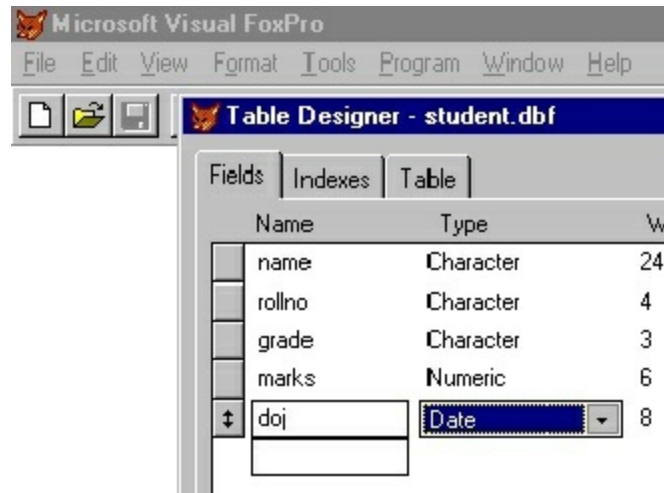 Microsoft Visual FoxPro
File Edit View Format Tools Program Window Help
Table Designer - student.dbf
Fields Indexes Table
Name Type W
name Character 24
rollno Character 4
grade Character 3
marks Numeric 6
doj Date 8